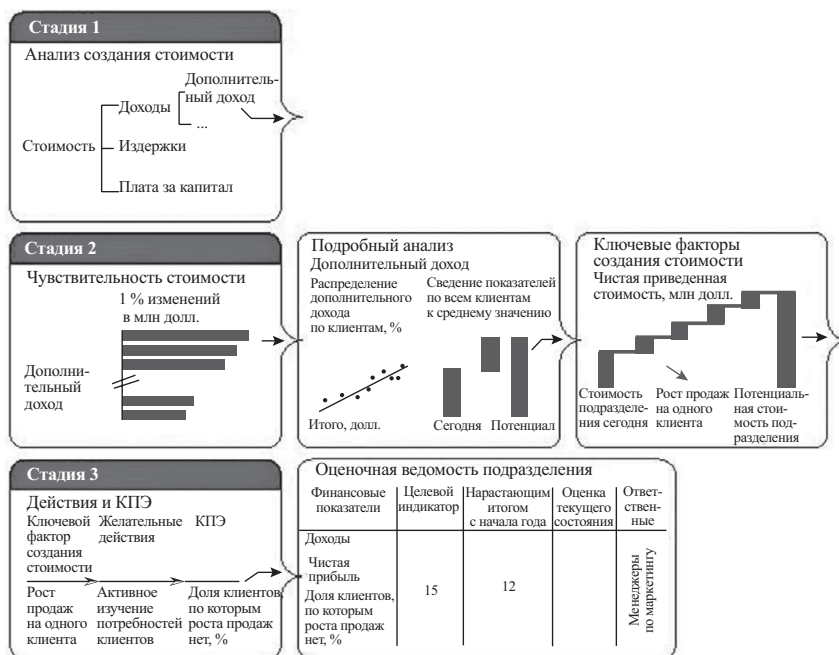 Стадия 1
Анализ создания стоимости
Дополнитель-
ный доход
Доходы
...
Стоимость
Издержки
Плата за капитал
Стадия 2
Чувствительность стоимости
1 % изменений
в млн долл.
Дополни-
тельный
доход
Подробный анализ
Дополнительный доход
Распределение
дополнительного
дохода
по клиентам, %
Итого, долл.
Сведение показателей
по всем клиентам
к среднему значению
Сегодня
Потенциал
Ключевые факторы
создания стоимости
Чистая приведенная
стоимость, млн долл.
Стоимость
подразделе-
ния сегодня
Рост продаж
на одного
клиента
Потенциаль-
ная стои-
мость под-
разделения
Стадия 3
Действия и КПЭ
Ключевой
фактор
создания
стоимости
Желательные
действия
КПЭ
Рост
продаж
на одного
клиента
Активное
изучение
потребностей
клиентов
Доля клиентов,
по которым
роста продаж
нет, %
Оценочная ведомость подразделения
Финансовые
показатели
Целевой
индикатор
Нарастающим
итогом
с начала года
Оценка
текущего
состояния
Ответ-
ствен-
ные
Доходы
Чистая
прибыль
Доля клиентов,
по которым
роста продаж
нет, %
15
12
Менеджеры
по маркетингу